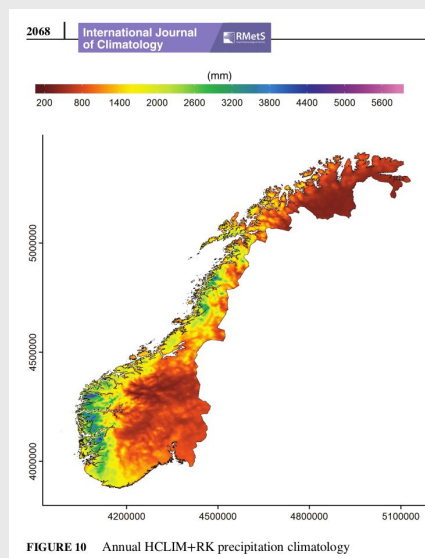 2068
International Journal
of Climatology
RMetS
(mm)
200 800 1400 2000 2600 3200 3800 4400 5000 5600
5000000
4500000
4000000
4200000 4500000 4800000 5100000
FIGURE 10 Annual HCLIM+RK precipitation climatology